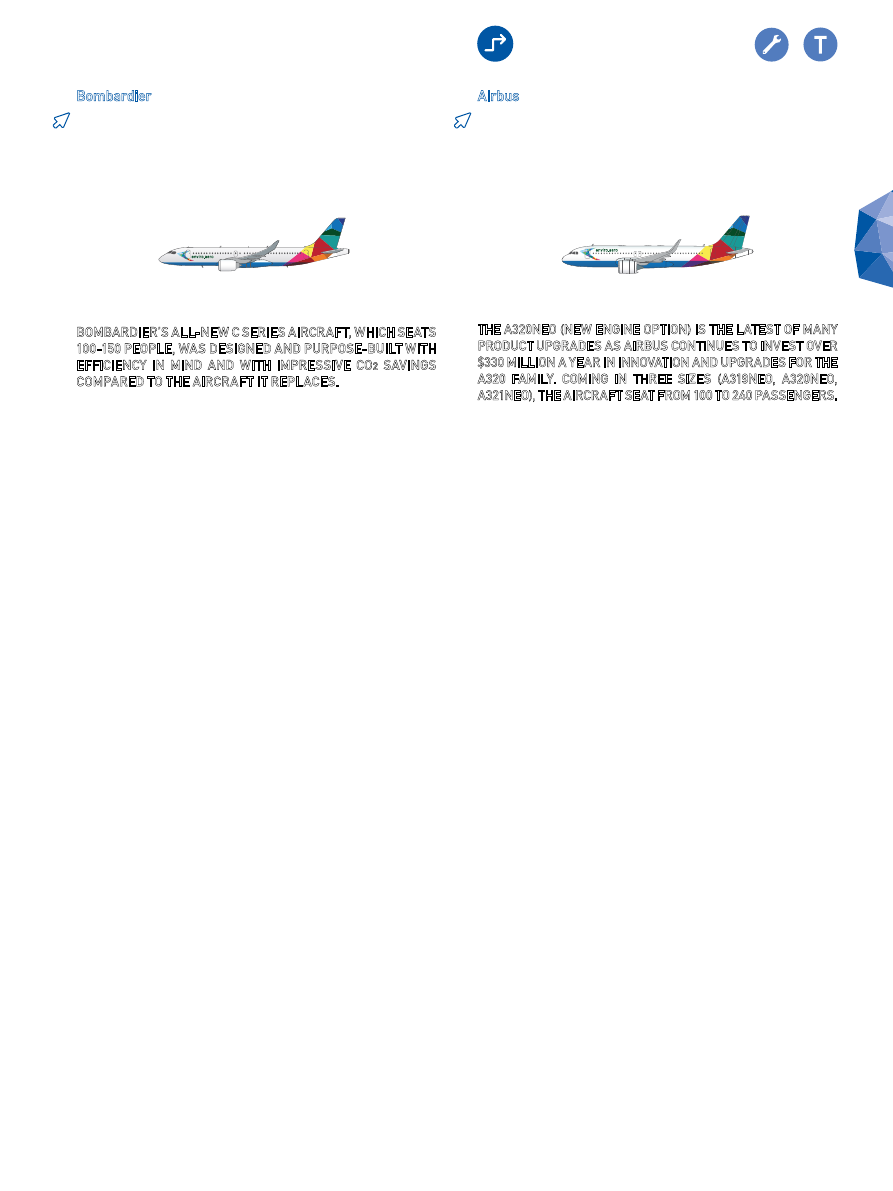 T
Bombardier
Airbus
BOMBARDIER'S ALL-NEW C SERIES AIRCRAFT, WHICH SEATS
100-150 PEOPLE, WAS DESIGNED AND PURPOSE-BUILT WITH
EFFICIENCY IN MIND AND WITH IMPRESSIVE CO₂ SAVINGS
COMPARED TO THE AIRCRAFT IT REPLACES.
THE A320NEO (NEW ENGINE OPTION) IS THE LATEST OF MANY
PRODUCT UPGRADES AS AIRBUS CONTINUES TO INVEST OVER
$330 MILLION A YEAR IN INNOVATION AND UPGRADES FOR THE
A320 FAMILY. COMING IN THREE SIZES (A319NEO, A320NEO,
A321NEO), THE AIRCRAFT SEAT FROM 100 TO 240 PASSENGERS.